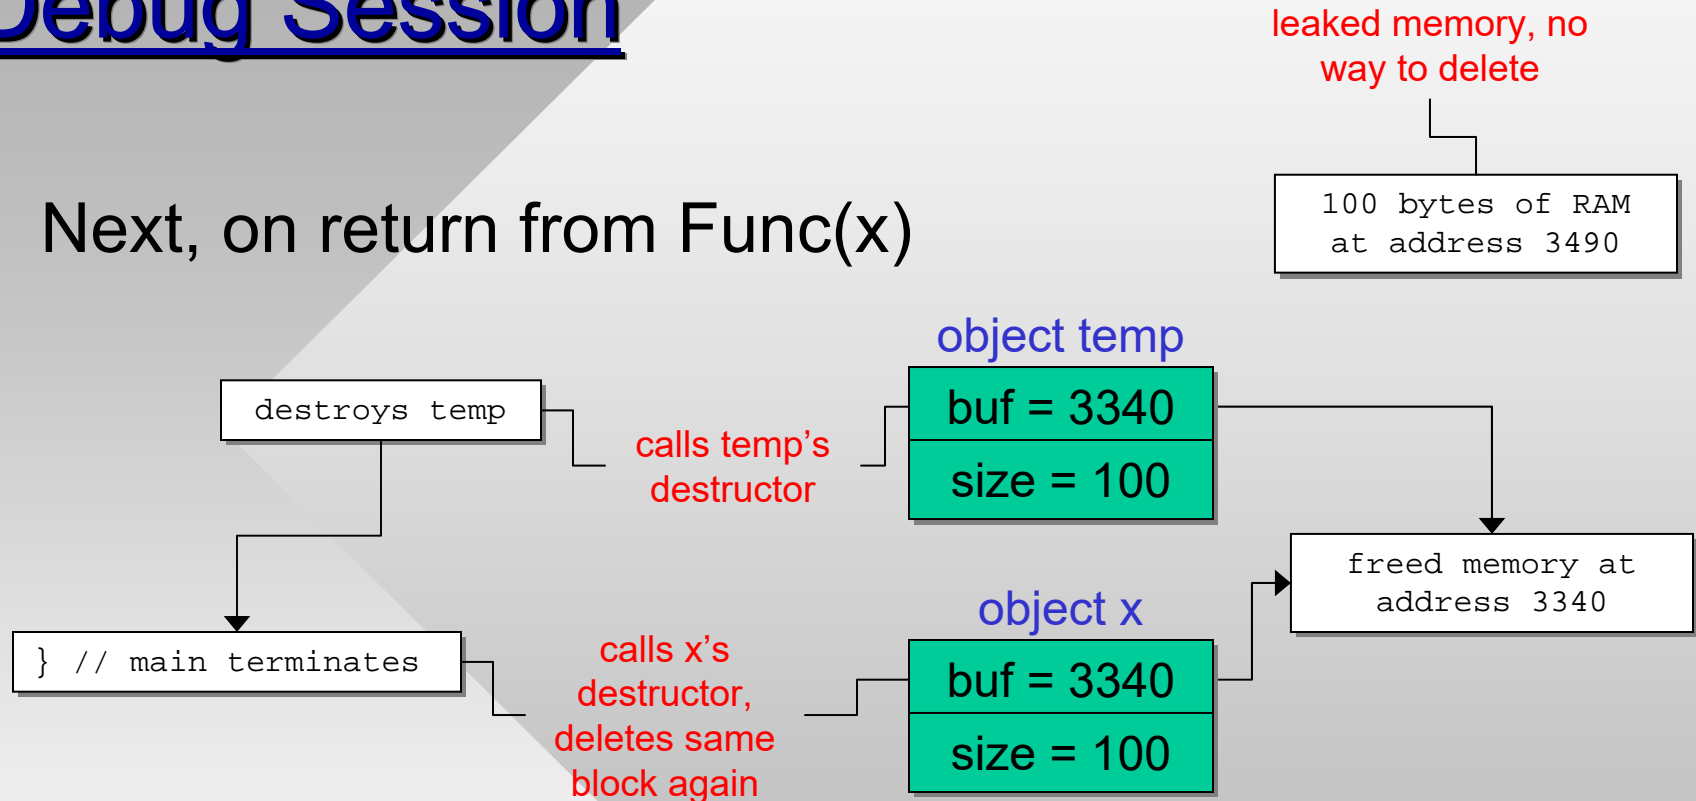 Debug Session
leaked memory, no
way to delete
100 bytes of RAM
at address 3490
Next, on return from Func(x)
object temp
destroys temp
calls temp’s
destructor
buf = 3340
size = 100
freed memory at
address 3340
object x
} // main terminates
calls x’s
destructor,
deletes same
block again
buf = 3340
size = 100